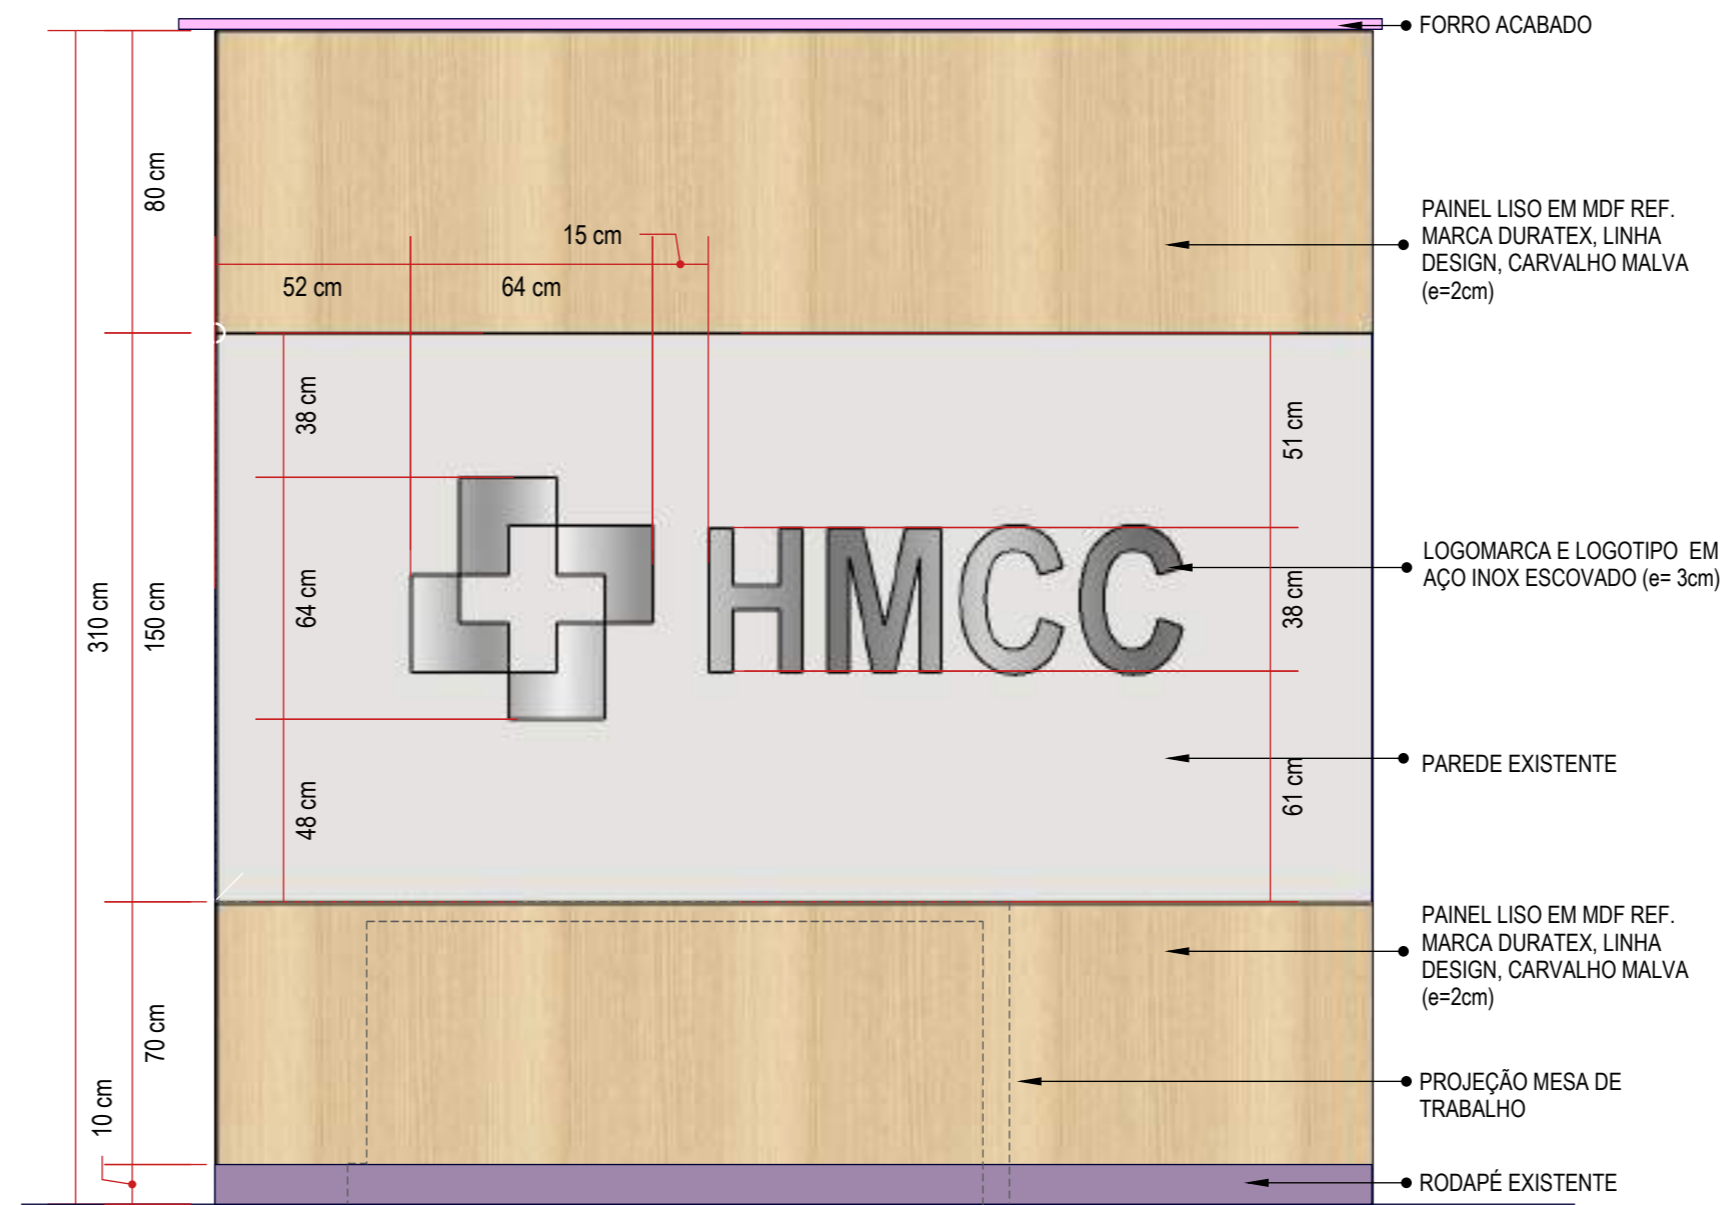 FORRO ACABADO
80 cm
PAINEL LISO EM MDF REF.
MARCA DURATEX, LINHA
DESIGN, CARVALHO MALVA
(e=2cm)
15 cm
52 cm
64 cm
38 cm
51 cm
HMCC
LOGOMARCA E LOGOTIPO EM
AÇO INOX ESCOVADO (e= 3cm)
310 cm
150 cm
64 cm
38 cm
PAREDE EXISTENTE
48 cm
61 cm
PAINEL LISO EM MDF REF.
MARCA DURATEX, LINHA
DESIGN, CARVALHO MALVA
(e=2cm)
70 cm
10 cm
PROJEÇÃO MESA DE
TRABALHO
RODAPÉ EXISTENTE